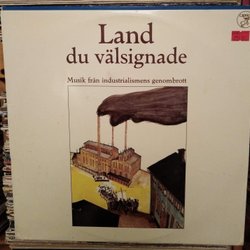 Land
du välsignade
Musik från industrialismens genombrott